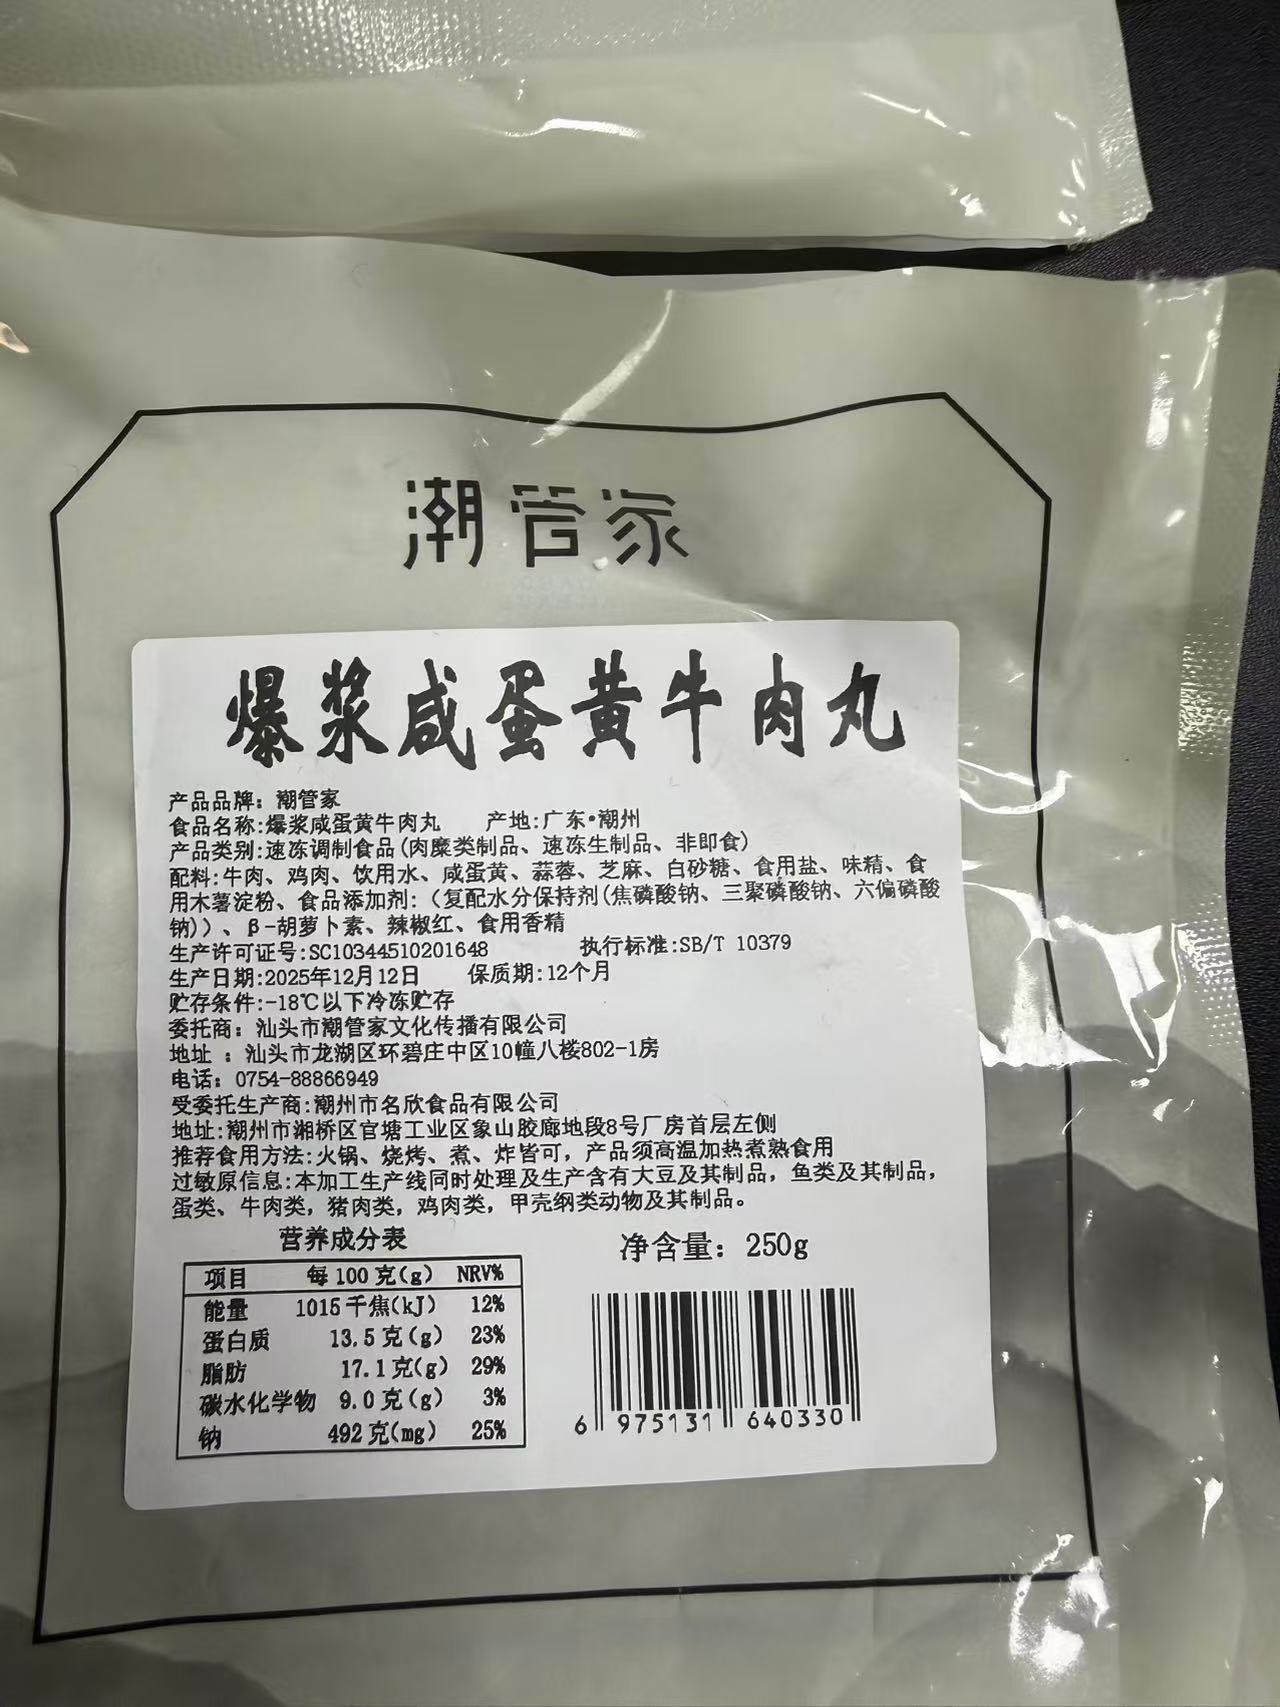 潮管家
爆浆咸蛋黄牛肉丸
产品品牌：潮管家
食品名称:爆浆咸蛋黄牛肉丸 产地:广东•潮州
产品类别:速冻调制食品(肉糜类制品、速冻生制品、非即食)
配料:牛肉、鸡肉、饮用水、咸蛋黄、蒜蓉、芝麻、白砂糖、食用盐、味精、食
用木薯淀粉、食品添加剂:（复配水分保持剂(焦磷酸钠、三聚磷酸钠、六偏磷酸
钠)）、β-胡萝卜素、辣椒红、食用香精
生产许可证号:SC10344510201648 执行标准:SB/T 10379
生产日期:2025年12月12日 保质期:12个月
贮存条件:-18℃以下冷冻贮存
委托商：汕头市潮管家文化传播有限公司
地址 ：汕头市龙湖区环碧庄中区10幢八楼802-1房
电话：0754-88866949
受委托生产商:潮州市名欣食品有限公司
地址:潮州市湘桥区官塘工业区象山胶廊地段8号厂房首层左侧
推荐食用方法:火锅、烧烤、煮、炸皆可，产品须高温加热煮熟食用
过敏原信息:本加工生产线同时处理及生产含有大豆及其制品，鱼类及其制品，
蛋类、牛肉类，猪肉类，鸡肉类，甲壳纲类动物及其制品。
营养成分表
项目 每100克(g) NRV%
能量 1015千焦(kJ) 12%
蛋白质 13.5克(g) 23%
脂肪 17.1克(g) 29%
碳水化学物 9.0克(g) 3%
钠 492克(mg) 25%
净含量：250g
6 975131 640330